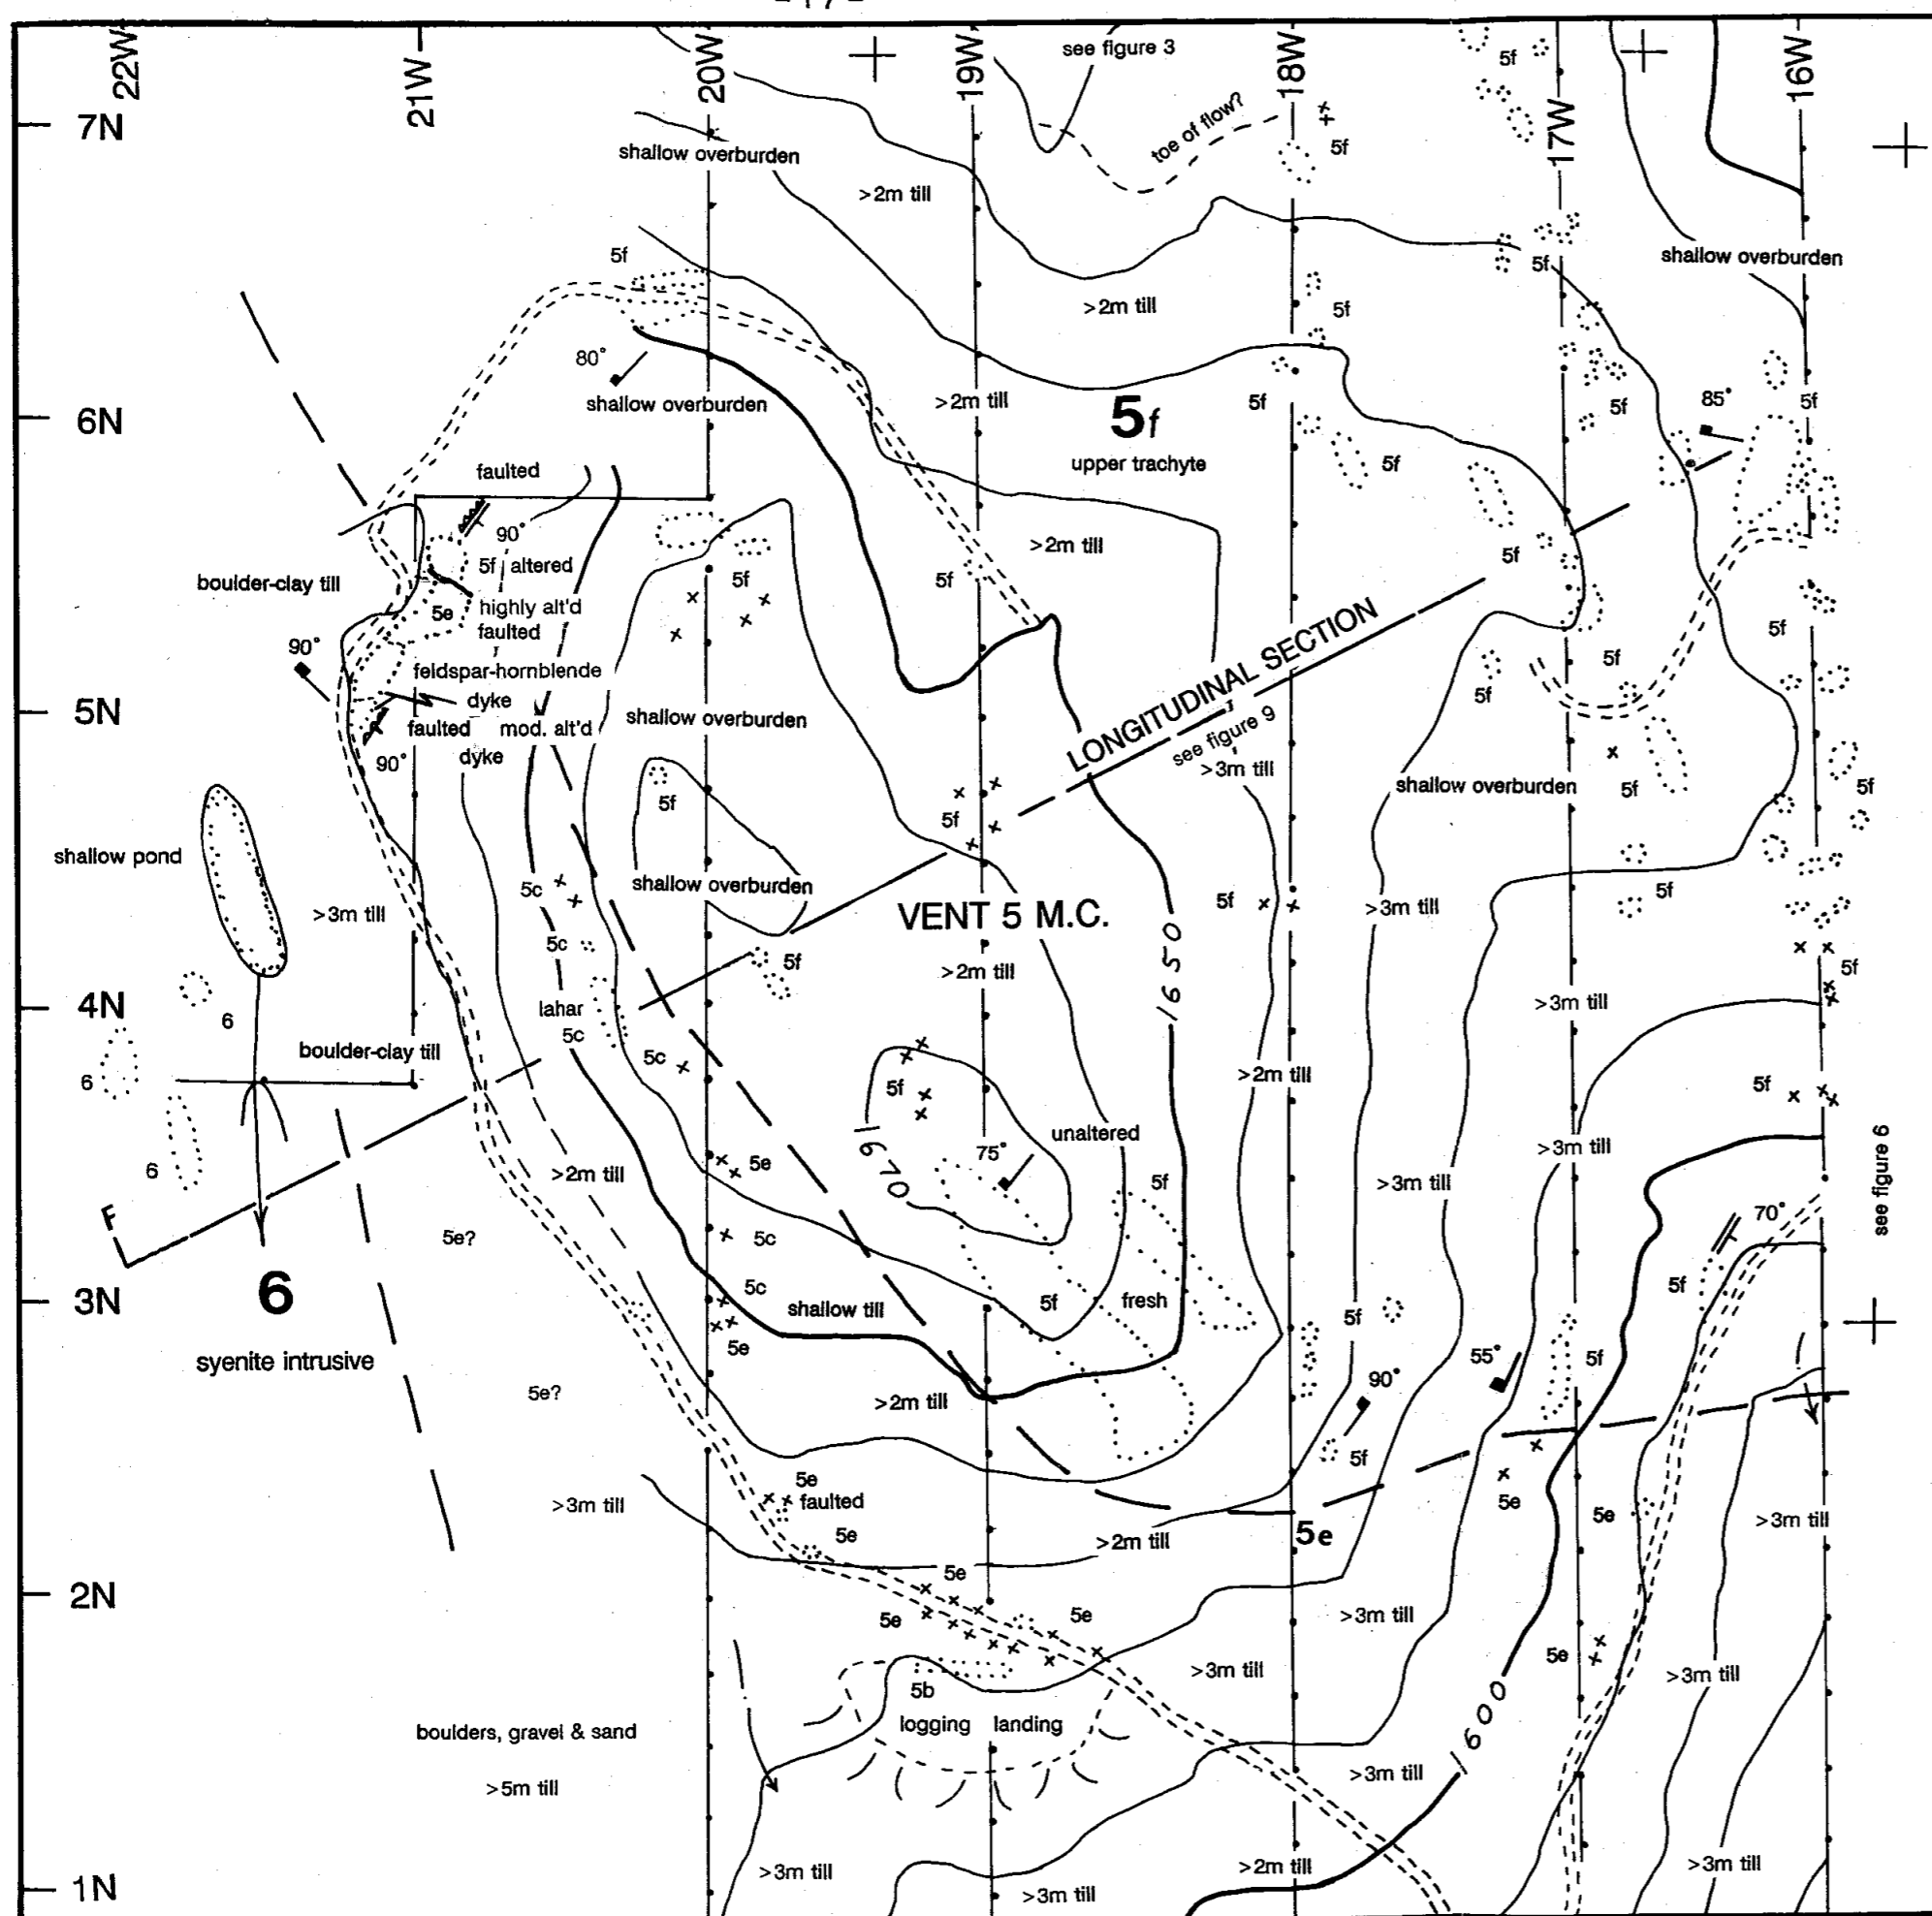 -17-
22W
21W
20W
19W
see figure 3
18W
17W
5f
16W
7N
shallow overburden
toe of flow?
5f
>2m till
5f
shallow overburden
5f
>2m till
5f
80°
shallow overburden
>2m till
5f
upper trachyte
5f
5f
85°
5f
6N
5f
faulted
90°
5f altered
>2m till
5f
boulder-clay till
5f
5f
5e
highly alt'd
faulted
5f
90°
feldspar-hornblende
dyke
5f
5f
5N
shallow overburden
LONGITUDINAL SECTION
see figure 9
faulted
mod. alt'd
dyke
90°
>3m till
shallow overburden
5f
5f
5f
5f
shallow pond
shallow overburden
5c
5f
>3m till
VENT 5 M.C.
5f
>3m till
5c
5f
>2m till
1650
5f
4N
lahar
5c
>3m till
6
boulder-clay till
5c
>2m till
6
5f
5f
1670
unaltered
>3m till
see figure 6
6
75°
>2m till
5e
5f
>3m till
F
5e?
5c
70°
6
3N
5c
shallow till
5f
fresh
5f
5f
syenite intrusive
5e
55°
5f
5e?
>2m till
90°
5f
5e
>3m till
faulted
5e
5e
5e
>3m till
>2m till
5e
2N
5e
5e
5e
>3m till
5e
>3m till
>3m till
5b
boulders, gravel & sand
logging landing
1600
>5m till
>3m till
1N
>3m till
>3m till
>2m till
>3m till